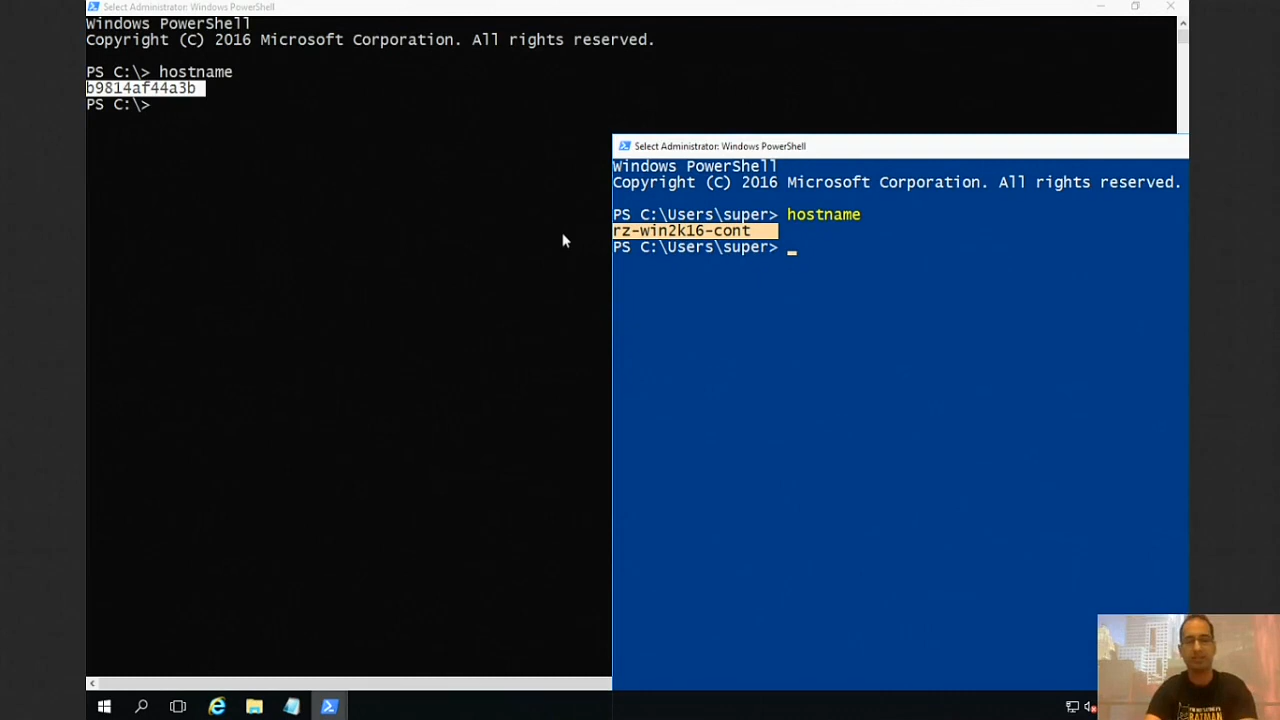 Select Administrator: Windows PowerShell
Windows PowerShell
Copyright (C) 2016 Microsoft Corporation. All rights reserved.
PS C:\> hostname
b9814af44a3b
PS C:\>
Select Administrator: Windows PowerShell
Windows PowerShell
Copyright (C) 2016 Microsoft Corporation. All rights reserved.
PS C:\Users\super> hostname
rz-win2k16-cont
PS C:\Users\super>
BATMAN